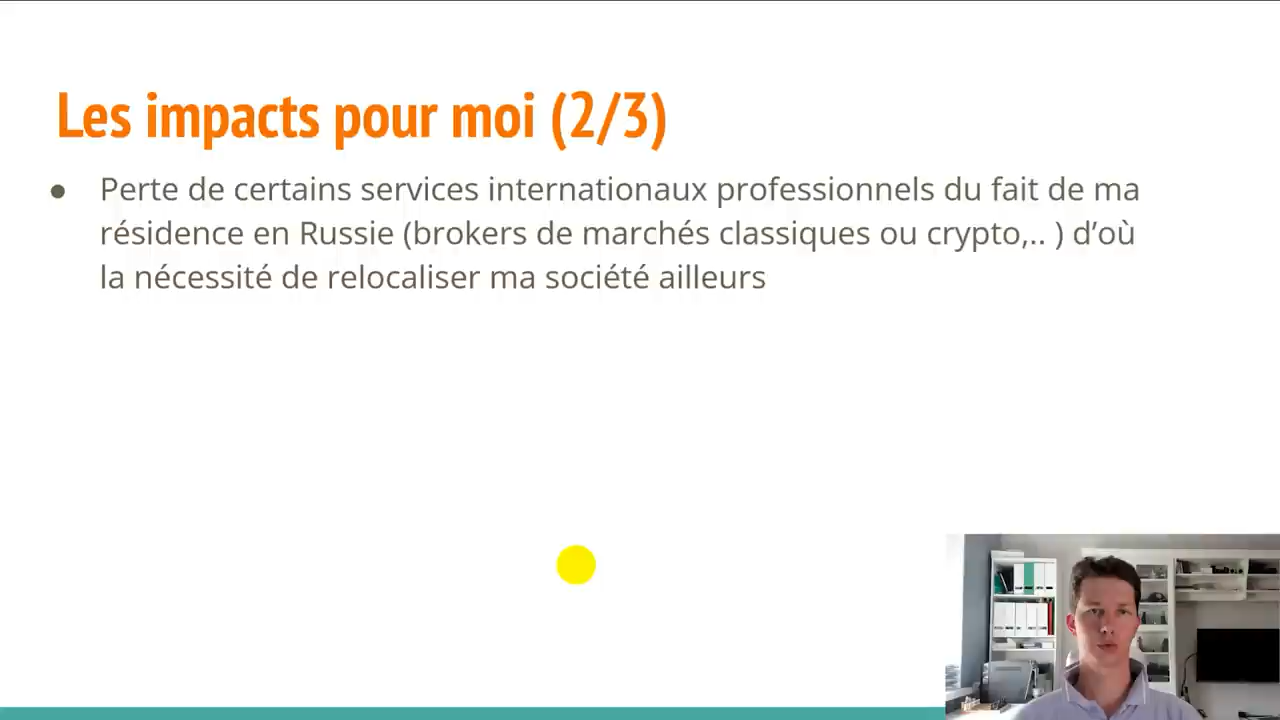 Les impacts pour moi (2/3)
● Perte de certains services internationaux professionnels du fait de ma
résidence en Russie (brokers de marchés classiques ou crypto,.. ) d’où
la nécessité de relocaliser ma société ailleurs